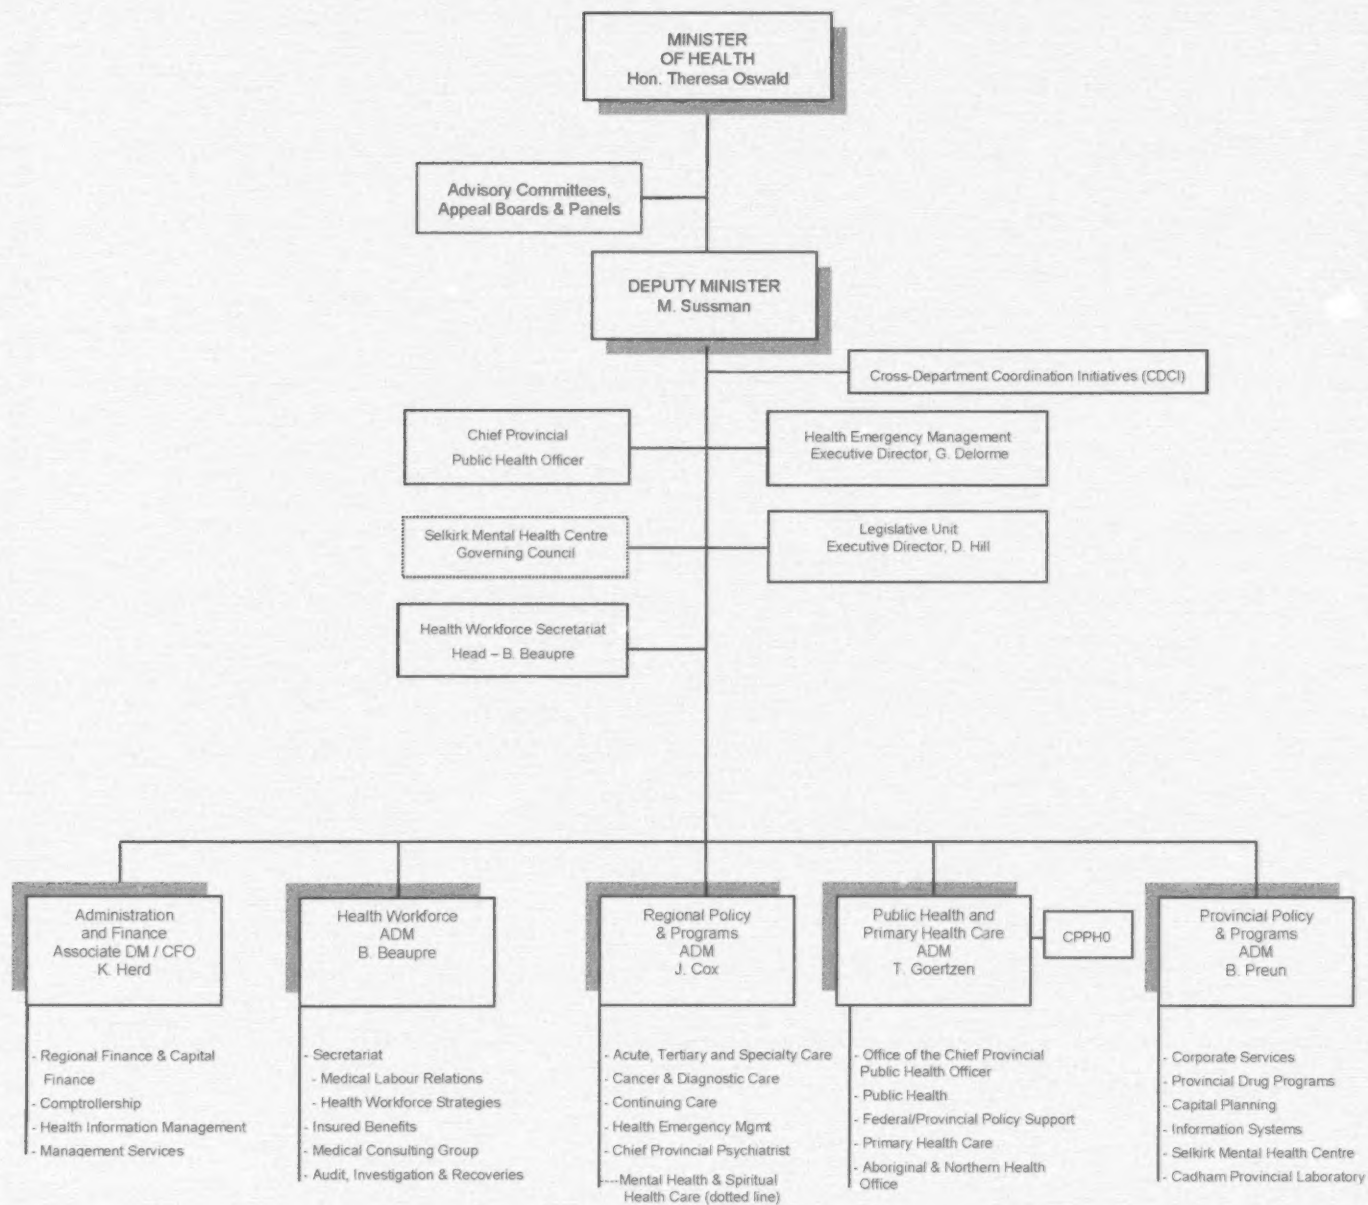 MINISTER
OF HEALTH
Hon. Theresa Oswald
Advisory Committees,
Appeal Boards & Panels
DEPUTY MINISTER
M. Sussman
Cross-Department Coordination Initiatives (CDCI)
Chief Provincial
Public Health Officer
Health Emergency Management
Executive Director, G. Delorme
Selkirk Mental Health Centre
Governing Council
Legislative Unit
Executive Director, D. Hill
Health Workforce Secretariat
Head – B. Beaupre
Administration
and Finance
Associate DM / CFO
K. Herd
- Regional Finance & Capital
Finance
- Comptrollership
- Health Information Management
- Management Services
Health Workforce
ADM
B. Beaupre
- Secretariat
- Medical Labour Relations
- Health Workforce Strategies
- Insured Benefits
- Medical Consulting Group
- Audit, Investigation & Recoveries
Regional Policy
& Programs
ADM
J. Cox
- Acute, Tertiary and Specialty Care
- Cancer & Diagnostic Care
- Continuing Care
- Health Emergency Mgmt
- Chief Provincial Psychiatrist
----Mental Health & Spiritual
Health Care (dotted line)
Public Health and
Primary Health Care
ADM
T. Goertzen
CPPH0
- Office of the Chief Provincial
Public Health Officer
- Public Health
- Federal/Provincial Policy Support
- Primary Health Care
- Aboriginal & Northern Health
Office
Provincial Policy
& Programs
ADM
B. Preun
- Corporate Services
- Provincial Drug Programs
- Capital Planning
- Information Systems
- Selkirk Mental Health Centre
- Cadham Provincial Laboratory